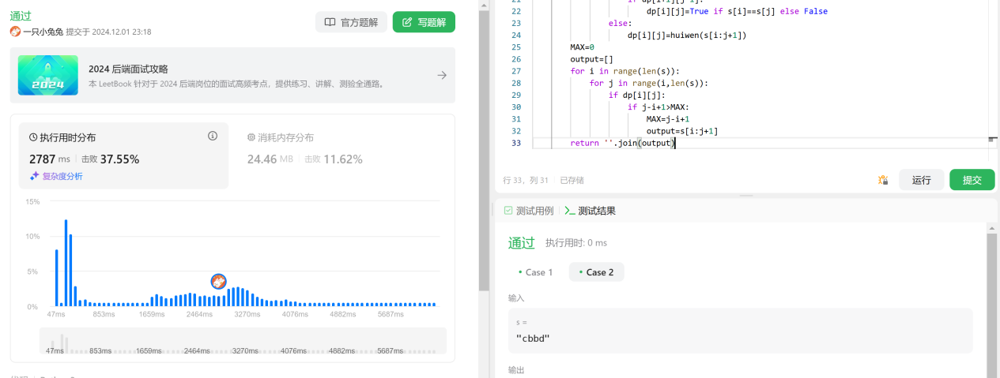 通过
一只小兔兔 提交于 2024.12.01 23:18
官方题解
写题解
2024
2024 后端面试攻略
本 LeetBook 针对于 2024 后端岗位的面试高频考点，提供练习、讲解、测验全通路。
执行用时分布
2787 ms 击败 37.55%
复杂度分析
消耗内存分布
24.46 MB 击败 11.62%
15%
10%
5%
0%
47ms 853ms 1659ms 2464ms 3270ms 4076ms 4882ms 5687ms
47ms 853ms 1659ms 2464ms 3270ms 4076ms 4882ms 5687ms
22 dp[i][j]=True if s[i]==s[j] else False
23 else:
24 dp[i][j]=huiwen(s[i:j+1])
25 MAX=0
26 output=[]
27 for i in range(len(s)):
28 for j in range(i,len(s)):
29 if dp[i][j]:
30 if j-i+1>MAX:
31 MAX=j-i+1
32 output=s[i:j+1]
33 return ''.join(output)
行 33，列 31 已存储
运行
提交
测试用例
测试结果
通过 执行用时: 0 ms
Case 1
Case 2
输入
s =
"cbbd"
输出